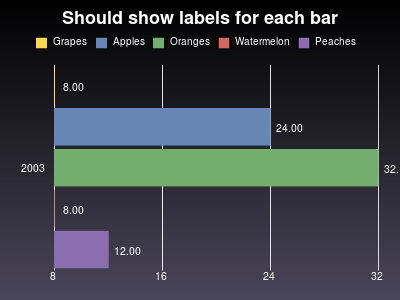 Should show labels for each bar
Grapes Apples Oranges Watermelon Peaches
8.00
24.00
2003 32.
8.00
12.00
8 16 24 32